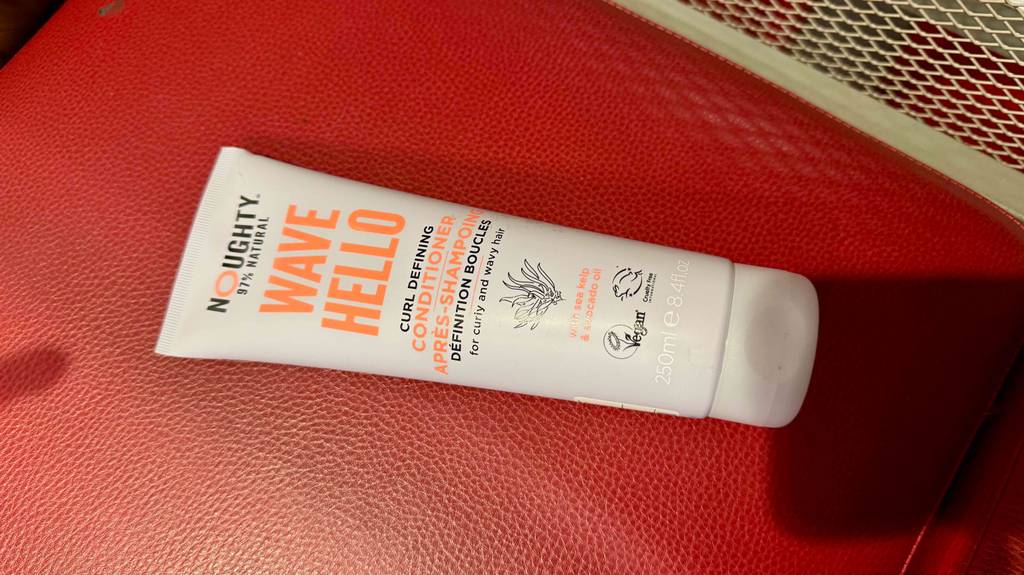 NOUGHTY.
97% NATURAL
WAVE
HELLO
CURL DEFINING
CONDITIONER
APRÈS-SHAMPOING
DÉFINITION BOUCLES
for curly and wavy hair
with sea kelp
& avocado oil
Vegan
Cruelty Free
INTERNATIONAL
250ml e 8.4fl.oz